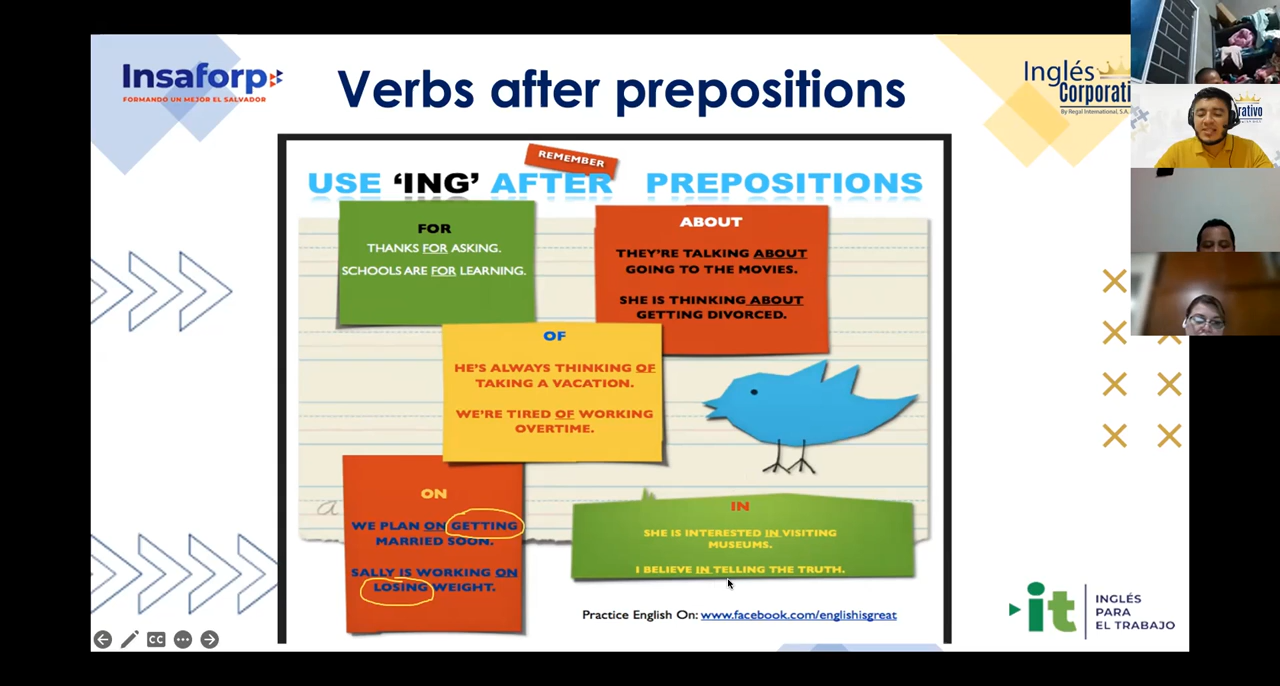 Insaforp
FORMANDO UN MEJOR EL SALVADOR
Verbs after prepositions
Inglés
Corporati
By Regal International, S.A.
REMEMBER
USE ‘ING’ AFTER PREPOSITIONS
FOR
THANKS FOR ASKING.
SCHOOLS ARE FOR LEARNING.
ABOUT
THEY’RE TALKING ABOUT
GOING TO THE MOVIES.
SHE IS THINKING ABOUT
GETTING DIVORCED.
OF
HE’S ALWAYS THINKING OF
TAKING A VACATION.
WE’RE TIRED OF WORKING
OVERTIME.
ON
WE PLAN ON GETTING
MARRIED SOON.
SALLY IS WORKING ON
LOSING WEIGHT.
IN
SHE IS INTERESTED IN VISITING
MUSEUMS.
I BELIEVE IN TELLING THE TRUTH.
a
Practice English On: www.facebook.com/englishisgreat
it
INGLÉS
PARA
EL TRABAJO
CC